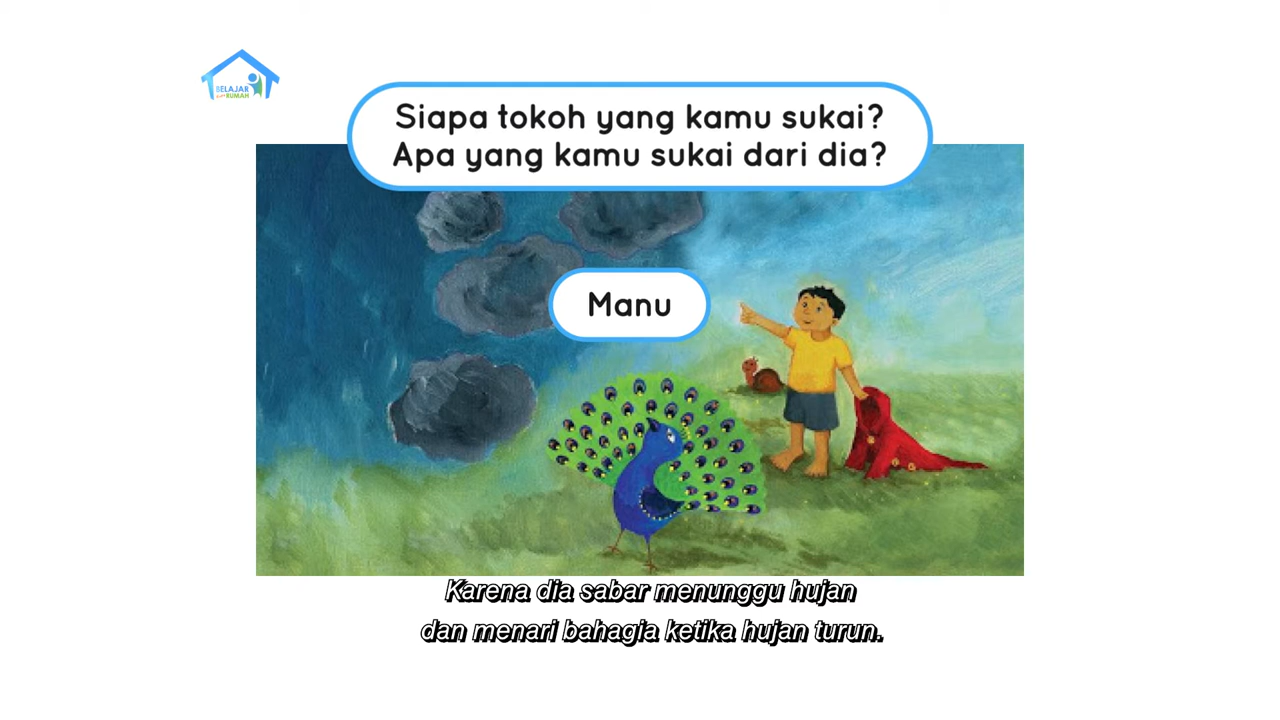 BELAJAR
dari RUMAH
Siapa tokoh yang kamu sukai?
Apa yang kamu sukai dari dia?
Manu
Karena dia sabar menunggu hujan
dan menari bahagia ketika hujan turun.